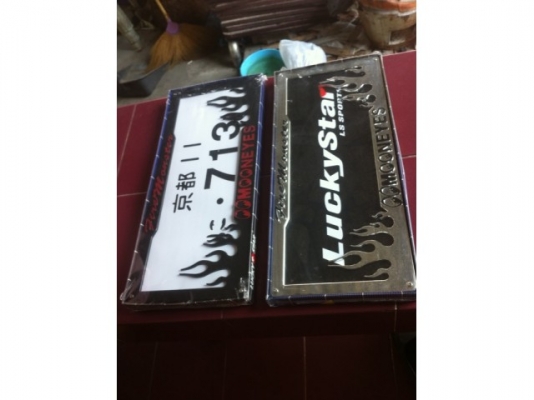 京都 11
713
MOONEYES
LuckyStar
LS SPORTS
MOONEYES